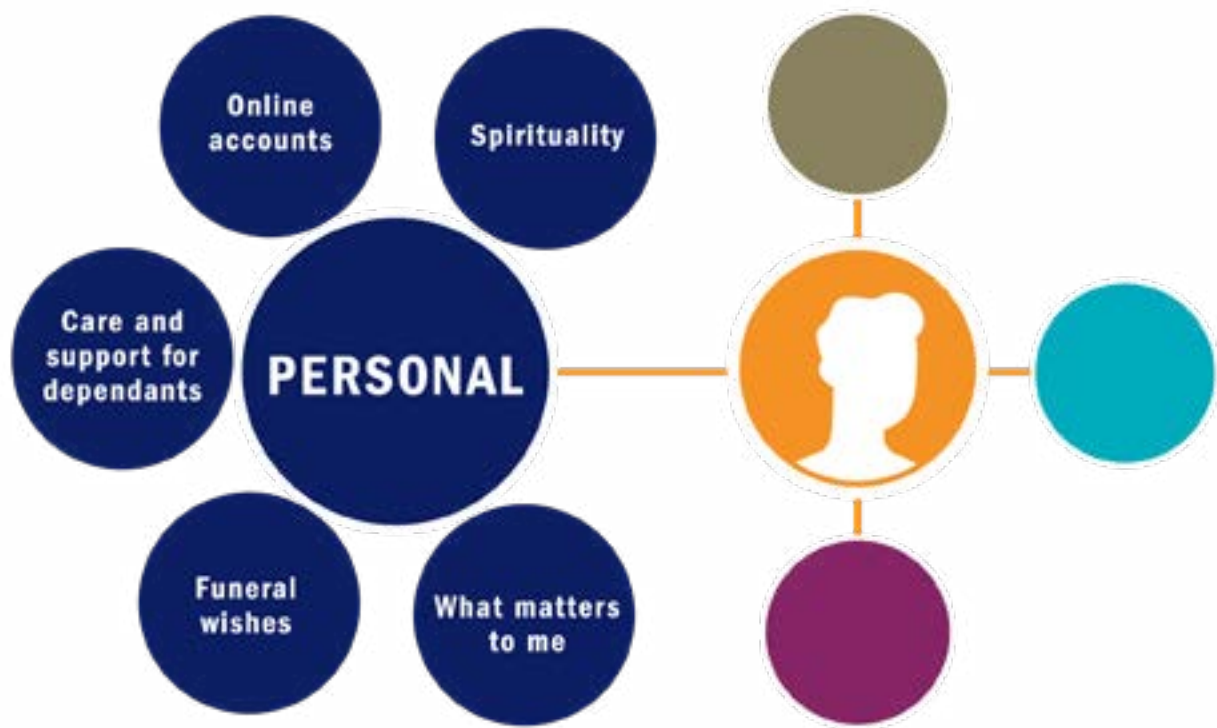 Online
accounts
Spirituality
Care and
support for
dependants
PERSONAL
Funeral
wishes
What matters
to me